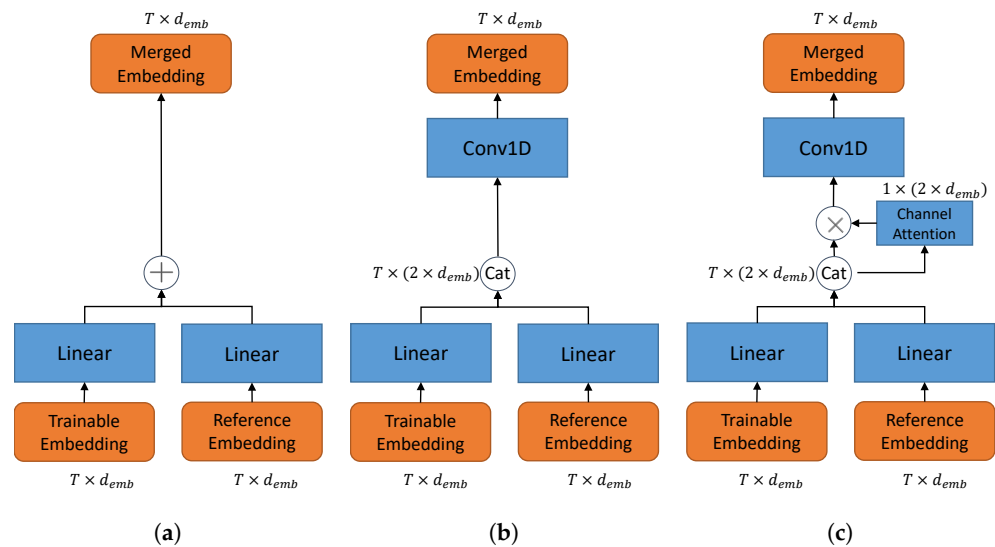 T × d_emb
Merged
Embedding
+
Linear
Linear
Trainable
Embedding
Reference
Embedding
T × d_emb
T × d_emb
(a)
T × d_emb
Merged
Embedding
Conv1D
T × (2 × d_emb)
Cat
Linear
Linear
Trainable
Embedding
Reference
Embedding
T × d_emb
T × d_emb
(b)
T × d_emb
Merged
Embedding
Conv1D
1 × (2 × d_emb)
×
Channel
Attention
T × (2 × d_emb)
Cat
Linear
Linear
Trainable
Embedding
Reference
Embedding
T × d_emb
T × d_emb
(c)